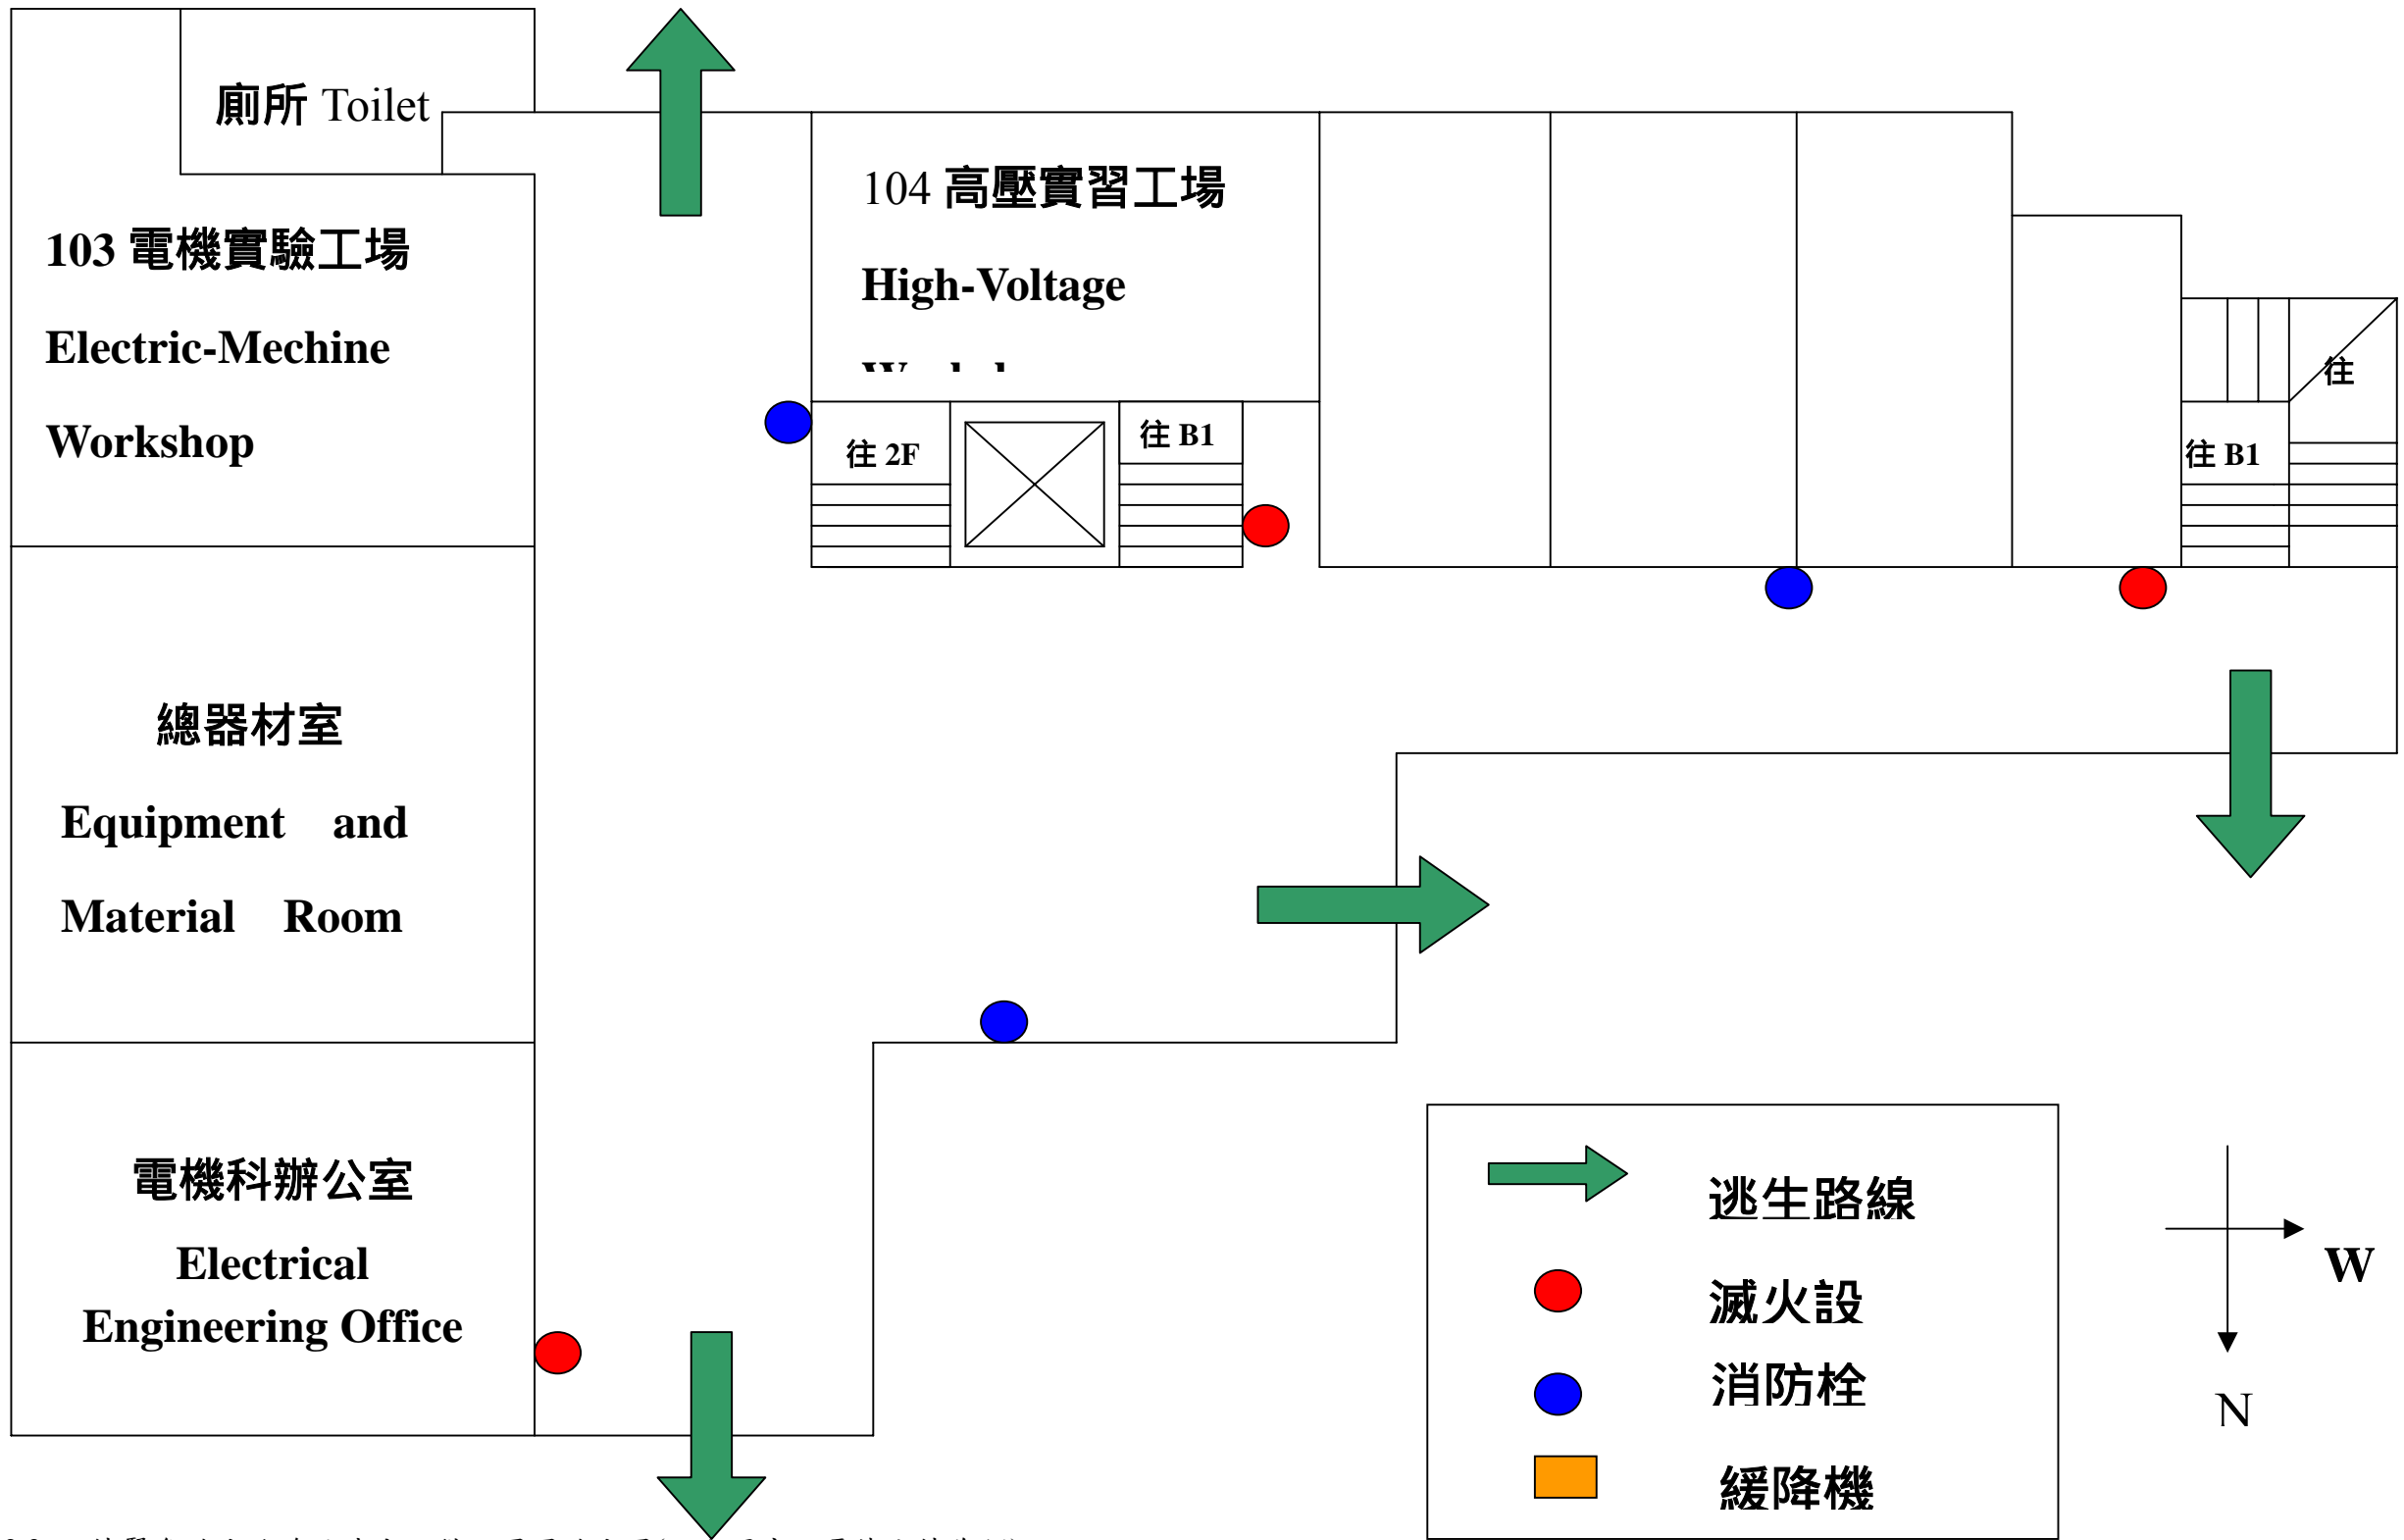 廁所 Toilet
103 電機實驗工場
Electric-Mechine
Workshop
104 高壓實習工場
High-Voltage
往 2F
往 B1
往
往 B1
總器材室
Equipment and
Material Room
電機科辦公室
Electrical
Engineering Office
逃生路線
滅火設
消防栓
緩降機
W
N